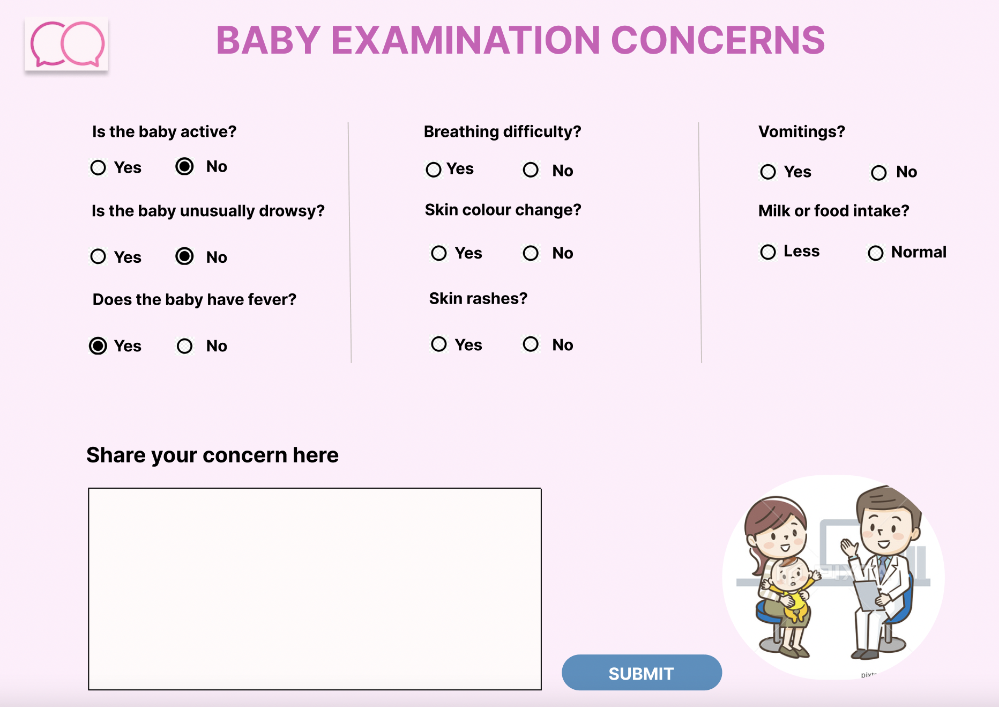 BABY EXAMINATION CONCERNS
Is the baby active?
Yes No
Is the baby unusually drowsy?
Yes No
Does the baby have fever?
Yes No
Breathing difficulty?
Yes No
Skin colour change?
Yes No
Skin rashes?
Yes No
Vomitings?
Yes No
Milk or food intake?
Less Normal
Share your concern here
SUBMIT
PIXTA